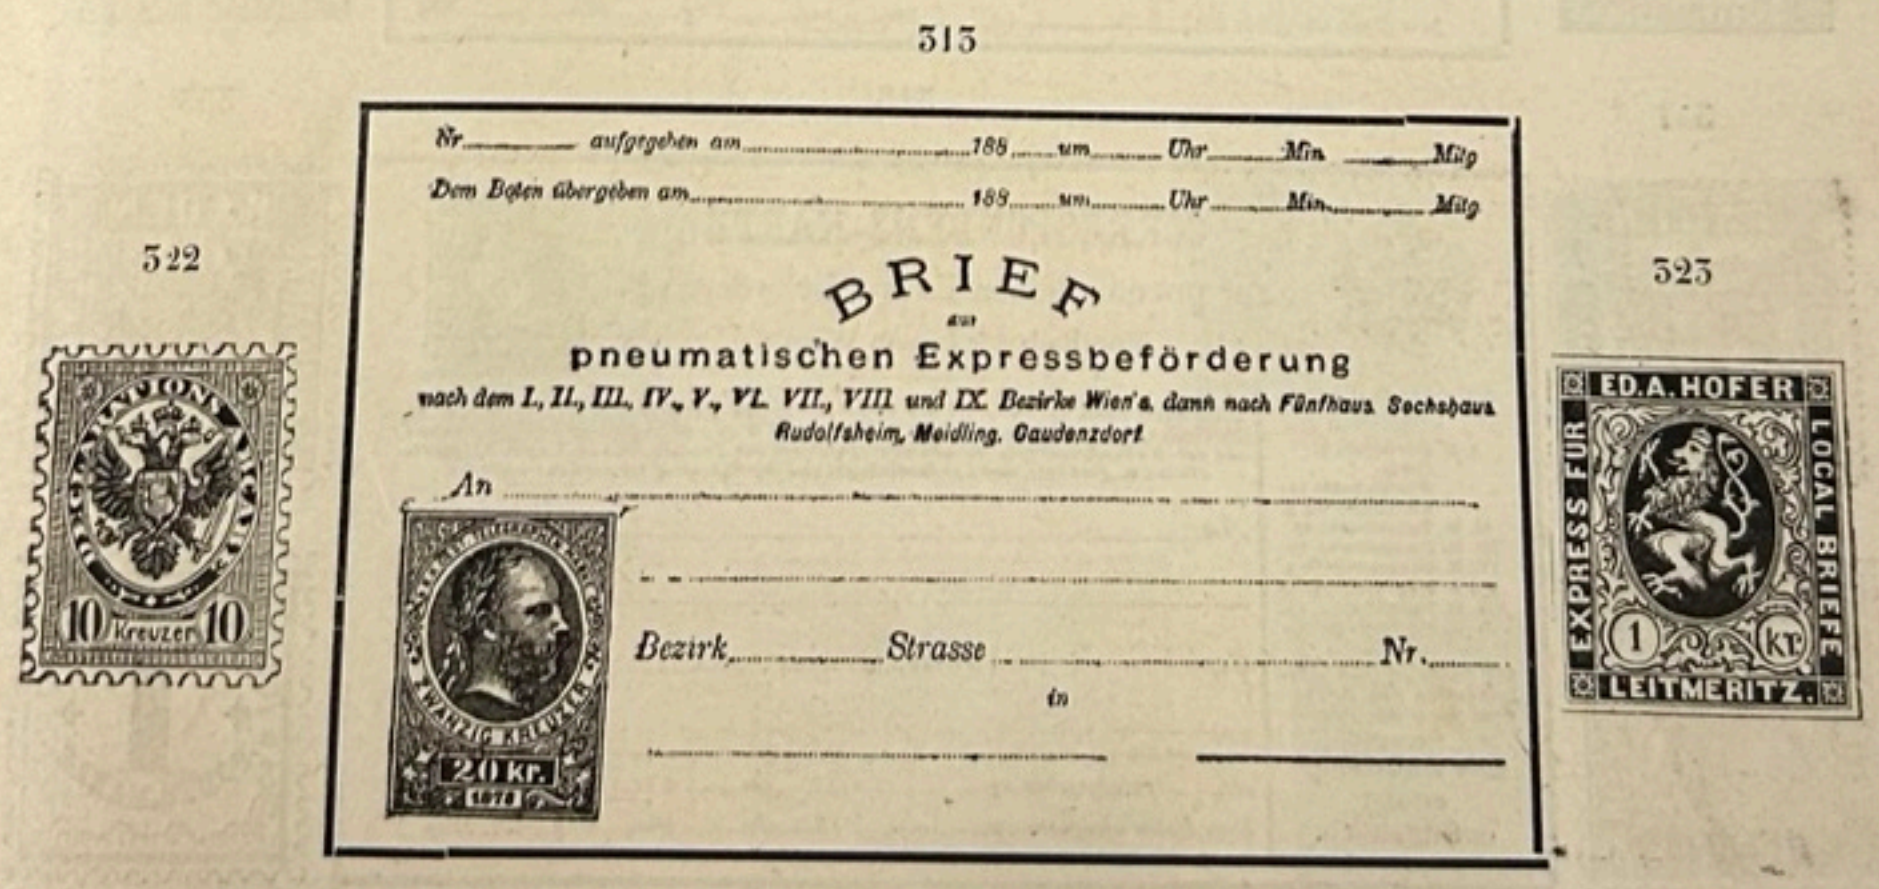 313
Nr. aufgegeben am 188 um Uhr Min Mttg
Dem Boten übergeben am 188 um Uhr Min. Mttg
BRIEF
zur
pneumatischen Expressbeförderung
nach dem I., II., III., IV., V., VI. VII., VIII. und IX. Bezirke Wien's, dann nach Fünfhaus Sechshaus
Rudolfsheim, Meidling, Gaudenzdorf
An
Bezirk Strasse Nr.
in
ZWANZIG KREUZER
20 kr.
322
10 Kreuzer 10
323
ED.A.HOFER
EXPRESS FÜR
LOCAL BRIEFE
1 kr.
LEITMERITZ.